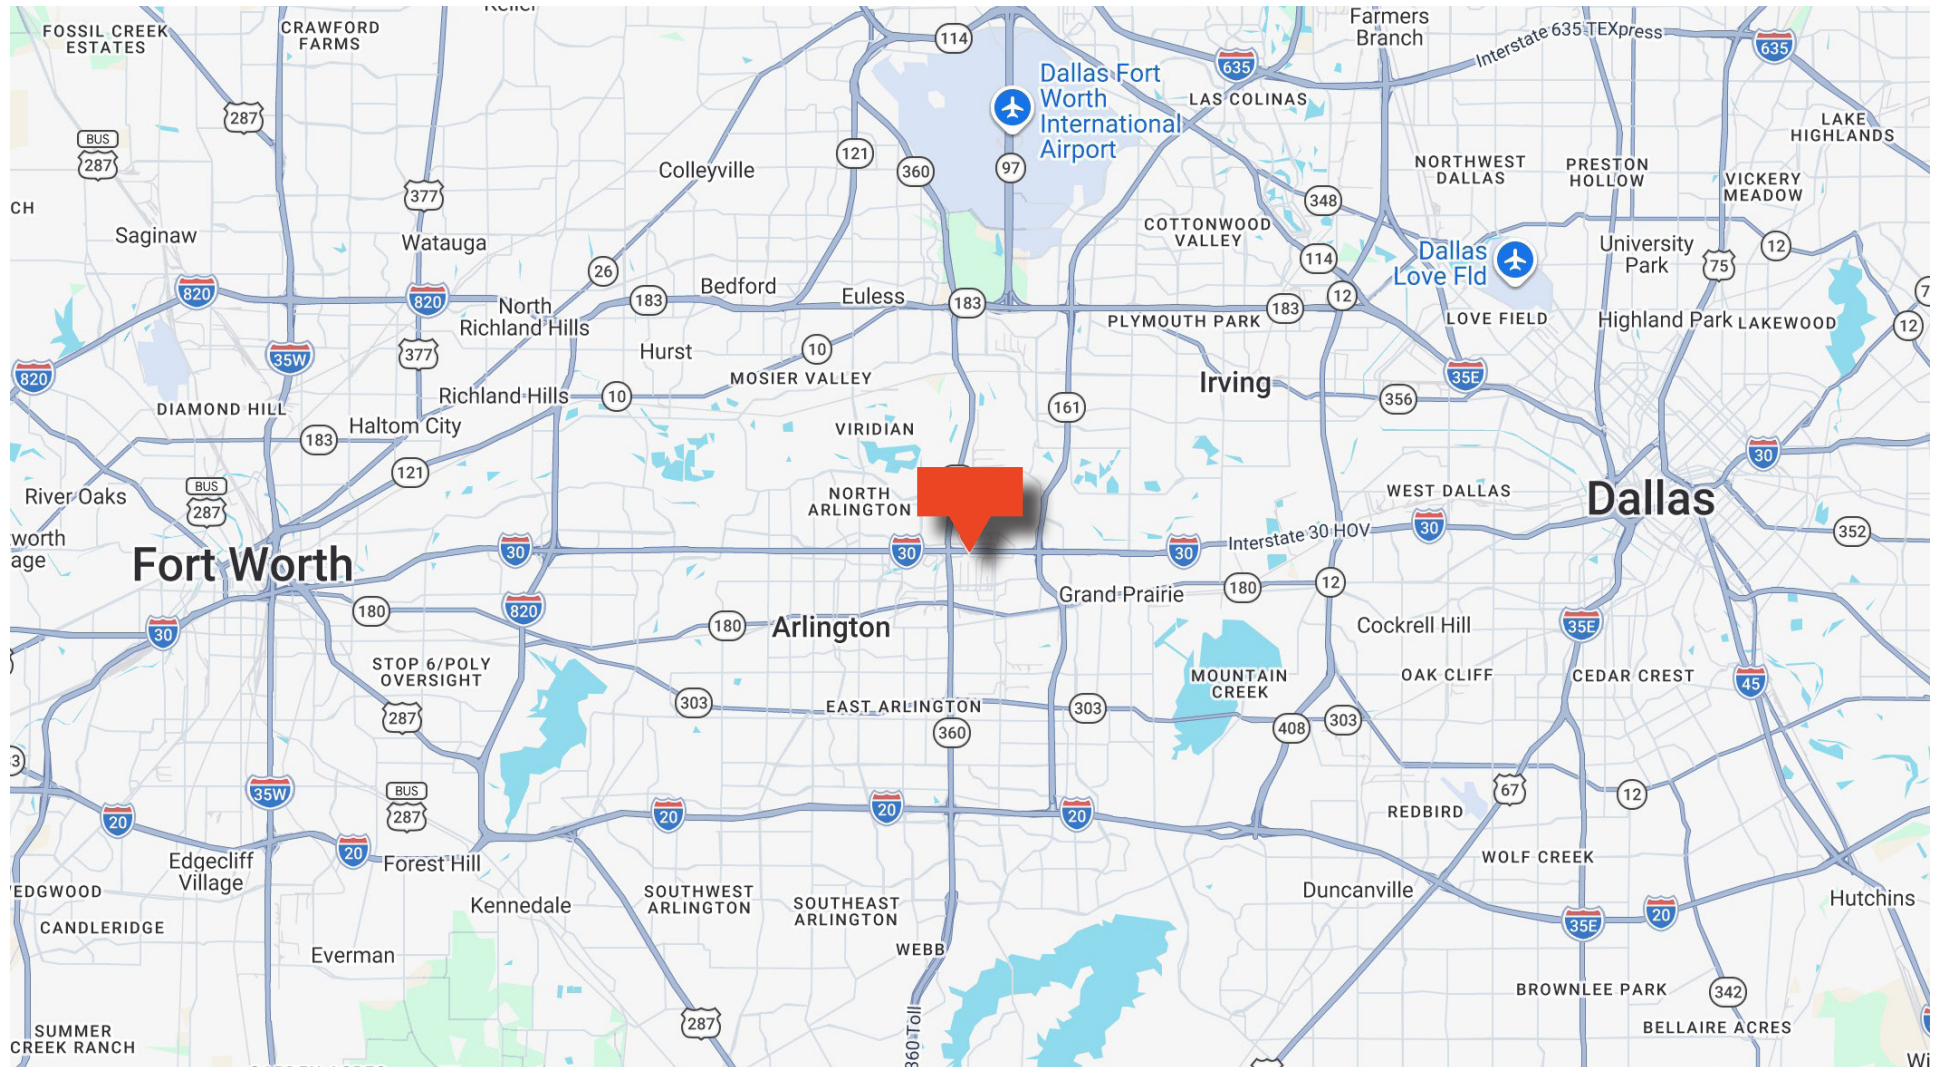 Keller
FOSSIL CREEK
ESTATES
CRAWFORD
FARMS
114
Farmers
Branch
Interstate 635 TEXpress
635
635
Dallas Fort
Worth
International
Airport
LAS COLINAS
287
BUS
287
LAKE
HIGHLANDS
121
360
97
Colleyville
NORTHWEST
DALLAS
PRESTON
HOLLOW
VICKERY
MEADOW
377
348
CH
Saginaw
Watauga
COTTONWOOD
VALLEY
Dallas
Love Fld
University
Park
12
75
114
26
820
820
North
Richland Hills
183
Bedford
Euless
183
PLYMOUTH PARK
183
12
LOVE FIELD
Highland Park
LAKEWOOD
12
7
35W
377
Hurst
10
MOSIER VALLEY
820
Irving
35E
Richland Hills
10
161
356
DIAMOND HILL
183
Haltom City
VIRIDIAN
121
30
River Oaks
BUS
287
NORTH
ARLINGTON
WEST DALLAS
Dallas
worth
age
Fort Worth
30
30
30
Interstate 30 HOV
30
352
820
180
Grand Prairie
180
12
30
180
Arlington
Cockrell Hill
35E
STOP 6/POLY
OVERSIGHT
MOUNTAIN
CREEK
OAK CLIFF
CEDAR CREST
45
287
303
EAST ARLINGTON
303
360
408
303
3
35W
BUS
287
67
12
20
20
20
20
REDBIRD
20
Edgecliff
Village
Forest Hill
WOLF CREEK
EDGWOOD
CANDLERIDGE
Kennedale
SOUTHWEST
ARLINGTON
SOUTHEAST
ARLINGTON
Duncanville
Hutchins
35E
20
Everman
WEBB
BROWNLEE PARK
342
SUMMER
CREEK RANCH
287
360 Toll
BELLAIRE ACRES
Wi